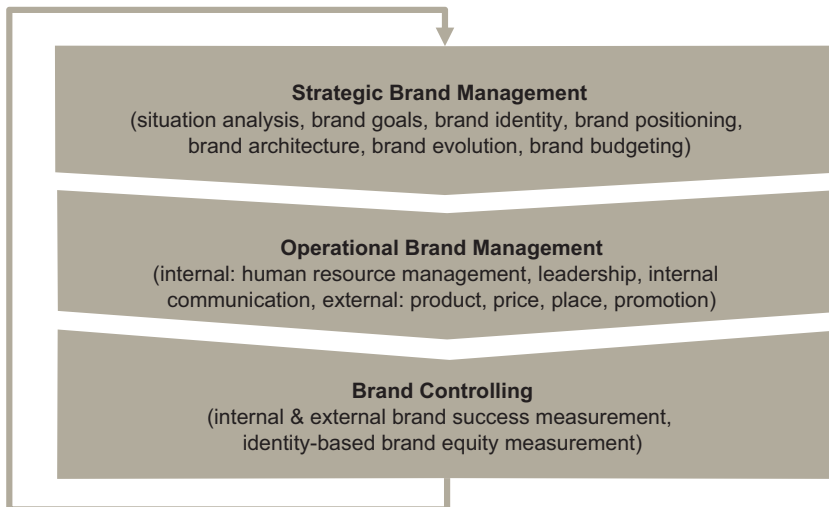 Strategic Brand Management
(situation analysis, brand goals, brand identity, brand positioning,
brand architecture, brand evolution, brand budgeting)
Operational Brand Management
(internal: human resource management, leadership, internal
communication, external: product, price, place, promotion)
Brand Controlling
(internal & external brand success measurement,
identity-based brand equity measurement)